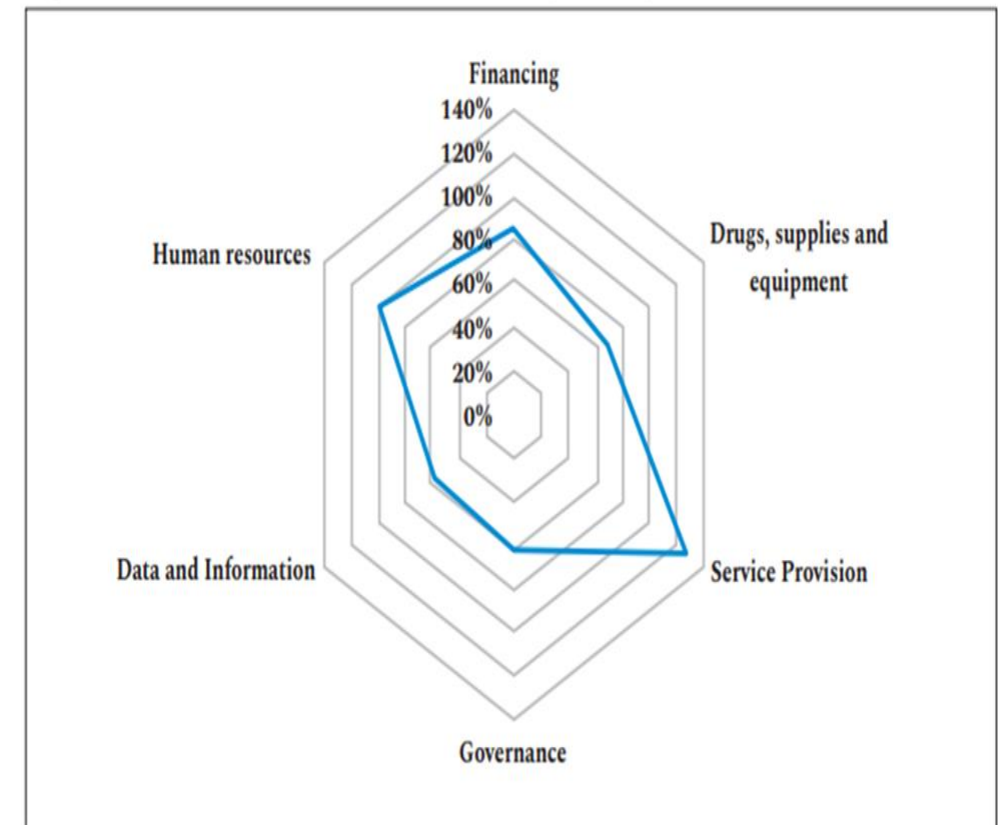 Financing
140%
120%
100%
80%
60%
40%
20%
0%
Drugs, supplies and
equipment
Human resources
Data and Information
Service Provision
Governance